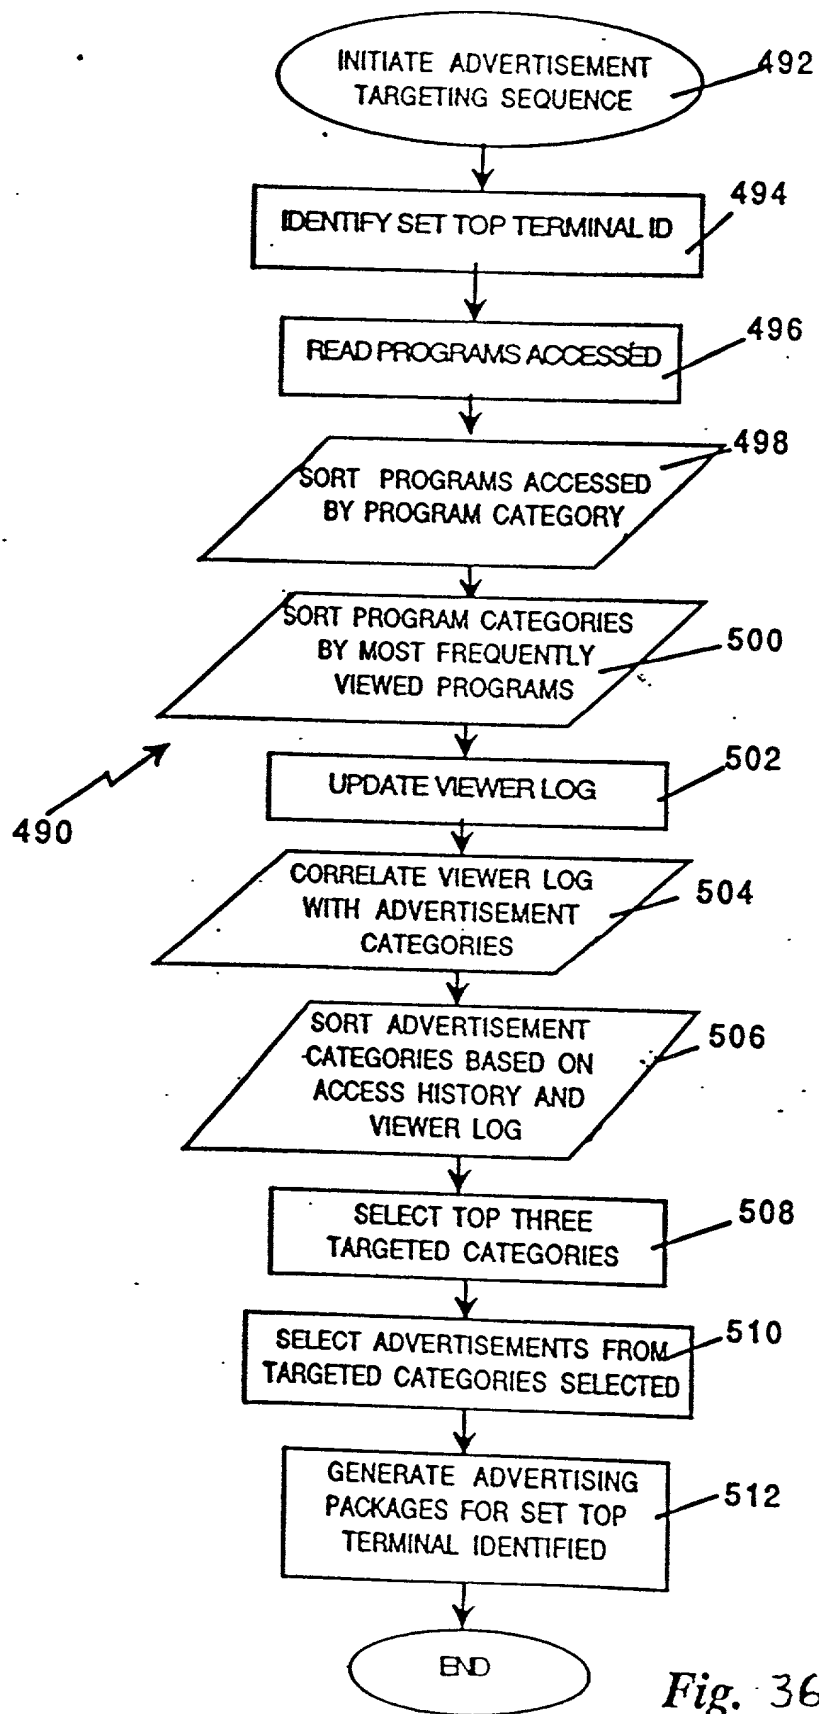 INITIATE ADVERTISEMENT
TARGETING SEQUENCE
492
IDENTIFY SET TOP TERMINAL ID
494
READ PROGRAMS ACCESSED
496
SORT PROGRAMS ACCESSED
BY PROGRAM CATEGORY
498
SORT PROGRAM CATEGORIES
BY MOST FREQUENTLY
VIEWED PROGRAMS
500
UPDATE VIEWER LOG
502
490
CORRELATE VIEWER LOG
WITH ADVERTISEMENT
CATEGORIES
504
SORT ADVERTISEMENT
CATEGORIES BASED ON
ACCESS HISTORY AND
VIEWER LOG
506
SELECT TOP THREE
TARGETED CATEGORIES
508
SELECT ADVERTISEMENTS FROM
TARGETED CATEGORIES SELECTED
510
GENERATE ADVERTISING
PACKAGES FOR SET TOP
TERMINAL IDENTIFIED
512
END
Fig. 36